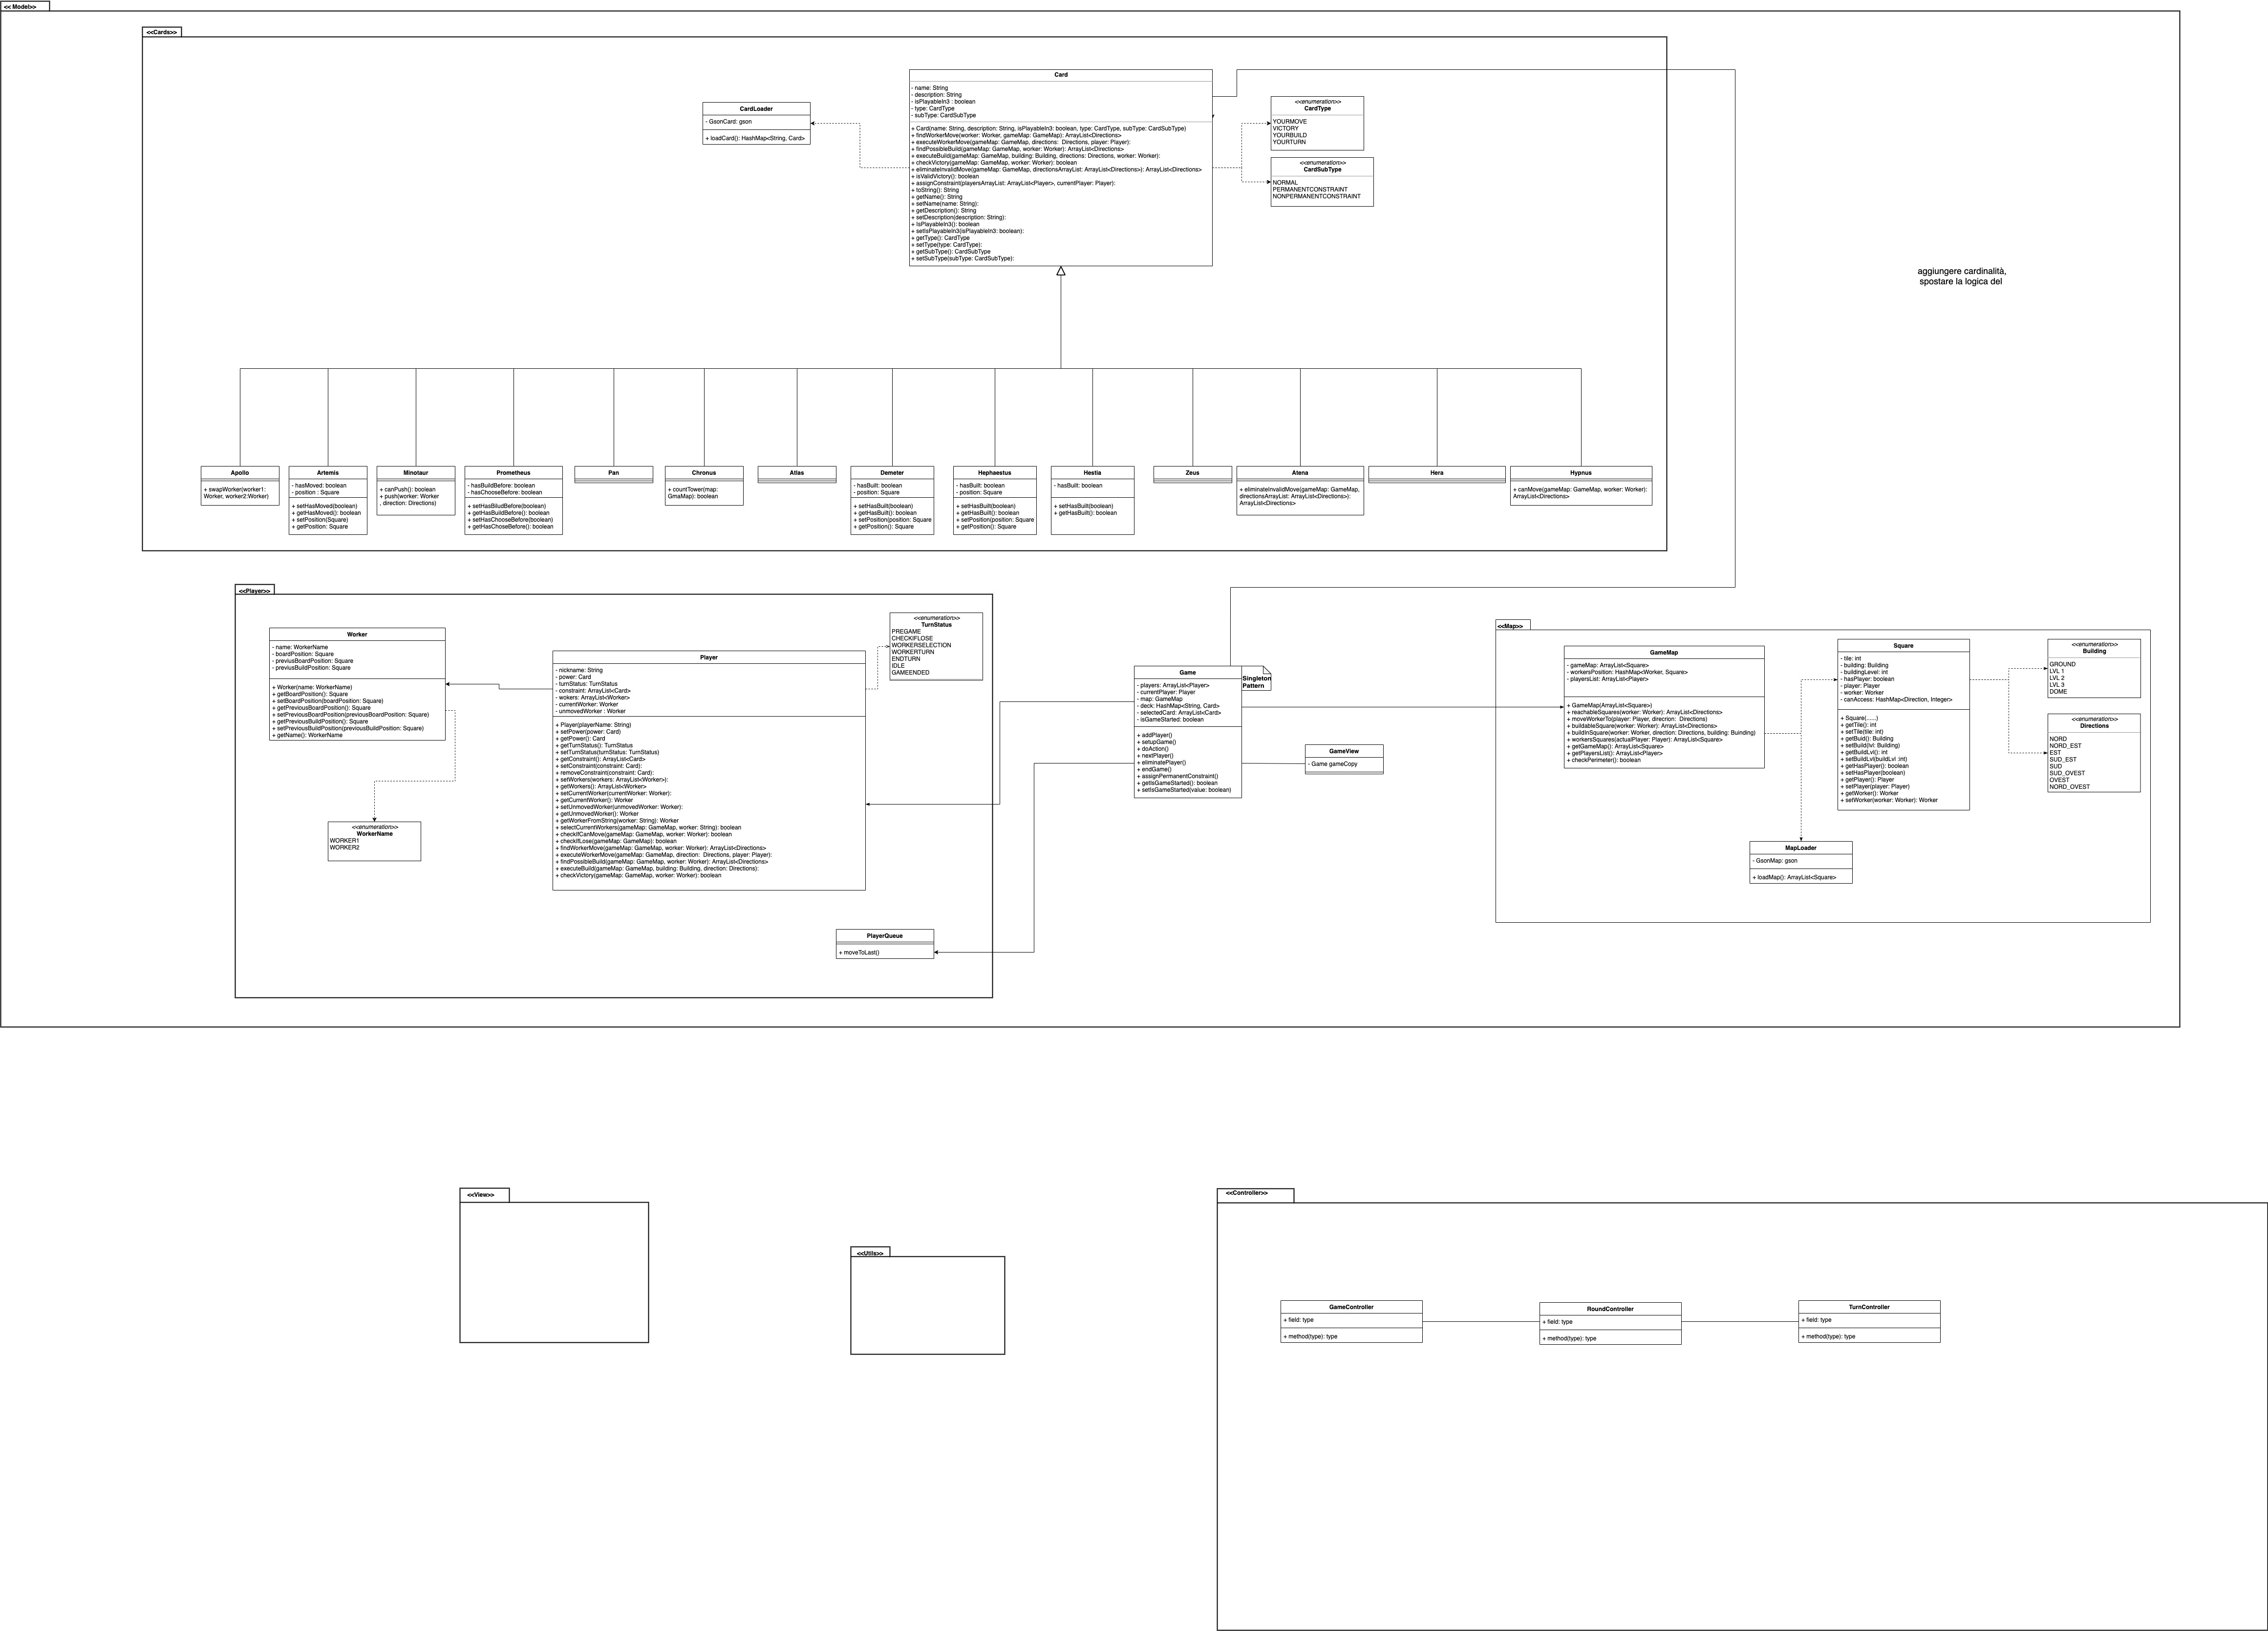 << Model>>
<<Cards>>
Card
- name: String
- description: String
- isPlayableIn3 : boolean
- type: CardType
- subType: CardSubType
+ Card(name: String, description: String, isPlayableIn3: boolean, type: CardType, subType: CardSubType)
+ findWorkerMove(worker: Worker, gameMap: GameMap): ArrayList<Directions>
+ executeWorkerMove(gameMap: GameMap, directions:  Directions, player: Player):
+ findPossibleBuild(gameMap: GameMap, worker: Worker): ArrayList<Directions>
+ executeBuild(gameMap: GameMap, building: Building, directions: Directions, worker: Worker):
+ checkVictory(gameMap: GameMap, worker: Worker): boolean
+ eliminateInvalidMove(gameMap: GameMap, directionsArrayList: ArrayList<Directions>): ArrayList<Directions>
+ isValidVictory(): boolean
+ assignConstraint(playersArrayList: ArrayList<Player>, currentPlayer: Player):
+ toString(): String
+ getName(): String
+ setName(name: String):
+ getDescription(): String
+ setDescription(description: String):
+ IsPlayableIn3(): boolean
+ setIsPlayableIn3(isPlayableIn3: boolean):
+ getType(): CardType
+ setType(type: CardType):
+ getSubType(): CardSubType
+ setSubType(subType: CardSubType):
CardLoader
- GsonCard: gson
+ loadCard(): HashMap<String, Card>
<<enumeration>>
CardType
YOURMOVE
VICTORY
YOURBUILD
YOURTURN
<<enumeration>>
CardSubType
NORMAL
PERMANENTCONSTRAINT
NONPERMANENTCONSTRAINT
aggiungere cardinalità,
spostare la logica del
Apollo
+ swapWorker(worker1:
Worker, worker2:Worker)
Artemis
- hasMoved: boolean
- position : Square
+ setHasMoved(boolean)
+ getHasMoved(): boolean
+ setPosition(Square)
+ getPosition: Square
Minotaur
+ canPush(): boolean
+ push(worker: Worker
, direction: Directions)
Prometheus
- hasBuildBefore: boolean
- hasChooseBefore: boolean
+ setHasBiludBefore(boolean)
+ getHasBuildBefore(): boolean
+ setHasChooseBefore(boolean)
+ getHasChoseBefore(): boolean
Pan
Chronus
+ countTower(map:
GmaMap): boolean
Atlas
Demeter
- hasBuilt: boolean
- position: Square
+ setHasBuilt(boolean)
+ getHasBuilt(): boolean
+ setPosition(position: Square
+ getPosition(): Square
Hephaestus
- hasBuilt: boolean
- position: Square
+ setHasBuilt(boolean)
+ getHasBuilt(): boolean
+ setPosition(position: Square
+ getPosition(): Square
Hestia
- hasBuilt: boolean
+ setHasBuilt(boolean)
+ getHasBuilt(): boolean
Zeus
Atena
+ eliminateInvalidMove(gameMap: GameMap,
directionsArrayList: ArrayList<Directions>):
ArrayList<Directions>
Hera
Hypnus
+ canMove(gameMap: GameMap, worker: Worker):
ArrayList<Directions>
<<Player>>
Worker
- name: WorkerName
- boardPosition: Square
- previusBoardPosition: Square
- previusBuildPosition: Square
+ Worker(name: WorkerName)
+ getBoardPosition(): Square
+ setBoardPosition(boardPosition: Square)
+ getPreviousBoardPosition(): Square
+ setPreviousBoardPosition(previousBoardPosition: Square)
+ getPreviousBuildPosition(): Square
+ setPreviousBuildPosition(previousBuildPosition: Square)
+ getName(): WorkerName
<<enumeration>>
WorkerName
WORKER1
WORKER2
Player
- nickname: String
- power: Card
- turnStatus: TurnStatus
- constraint: ArrayList<Card>
- wokers: ArrayList<Worker>
- currentWorker: Worker
- unmovedWorker : Worker
+ Player(playerName: String)
+ setPower(power: Card)
+ getPower(): Card
+ getTurnStatus(): TurnStatus
+ setTurnStatus(turnStatus: TurnStatus)
+ getConstraint(): ArrayList<Card>
+ setConstraint(constraint: Card):
+ removeConstraint(constraint: Card):
+ setWorkers(workers: ArrayList<Worker>):
+ getWorkers(): ArrayList<Worker>
+ setCurrentWorker(currentWorker: Worker):
+ getCurrentWorker(): Worker
+ setUnmovedWorker(unmovedWorker: Worker):
+ getUnmovedWorker(): Worker
+ getWorkerFromString(worker: String): Worker
+ selectCurrentWorkers(gameMap: GameMap, worker: String): boolean
+ checkIfCanMove(gameMap: GameMap, worker: Worker): boolean
+ checkIfLose(gameMap: GameMap): boolean
+ findWorkerMove(gameMap: GameMap, worker: Worker): ArrayList<Directions>
+ executeWorkerMove(gameMap: GameMap, direction:  Directions, player: Player):
+ findPossibleBuild(gameMap: GameMap, worker: Worker): ArrayList<Directions>
+ executeBuild(gameMap: GameMap, building: Building, direction: Directions):
+ checkVictory(gameMap: GameMap, worker: Worker): boolean
<<enumeration>>
TurnStatus
PREGAME
CHECKIFLOSE
WORKERSELECTION
WORKERTURN
ENDTURN
IDLE
GAMEENDED
PlayerQueue
+ moveToLast()
Game
- players: ArrayList<Player>
- currentPlayer: Player
- map: GameMap
- deck: HashMap<String, Card>
- selectedCard: ArrayList<Card>
- isGameStarted: boolean
+ addPlayer()
+ setupGame()
+ doAction()
+ nextPlayer()
+ eliminatePlayer()
+ endGame()
+ assignPermanentConstraint()
+ getIsGameStarted(): boolean
+ setIsGameStarted(value: boolean)
Singleton
Pattern
GameView
- Game gameCopy
<<Map>>
GameMap
- gameMap: ArrayList<Square>
- workersPosition: HashMap<Worker, Square>
- playersList: ArrayList<Player>
+ GameMap(ArrayList<Square>)
+ reachableSquares(worker: Worker): ArrayList<Directions>
+ moveWorkerTo(player: Player, direcrion:  Directions)
+ buildableSquare(worker: Worker): ArrayList<Directions>
+ buildInSquare(worker: Worker, direction: Directions, building: Buinding)
+ workersSquares(actualPlayer: Player): ArrayList<Square>
+ getGameMap(): ArrayList<Square>
+ getPlayersList(): ArrayList<Player>
+ checkPerimeter(): boolean
Square
- tile: int
- building: Building
- buildingLevel: int
- hasPlayer: boolean
- player: Player
- worker: Worker
- canAccess: HashMap<Direction, Integer>
+ Square(......)
+ getTile(): int
+ setTile(tile: int)
+ getBuid(): Building
+ setBuild(lvl: Building)
+ getBuildLvl(): int
+ setBuildLvl(buildLvl :int)
+ getHasPlayer(): boolean
+ setHasPlayer(boolean)
+ getPlayer(): Player
+ setPlayer(player: Player)
+ getWorker(): Worker
+ setWorker(worker: Worker): Worker
<<enumeration>>
Building
GROUND
LVL 1
LVL 2
LVL 3
DOME
<<enumeration>>
Directions
NORD
NORD_EST
EST
SUD_EST
SUD
SUD_OVEST
OVEST
NORD_OVEST
MapLoader
- GsonMap: gson
+ loadMap(): ArrayList<Square>
<<View>>
<<Utils>>
<<Controller>>
GameController
+ field: type
+ method(type): type
RoundController
+ field: type
+ method(type): type
TurnController
+ field: type
+ method(type): type